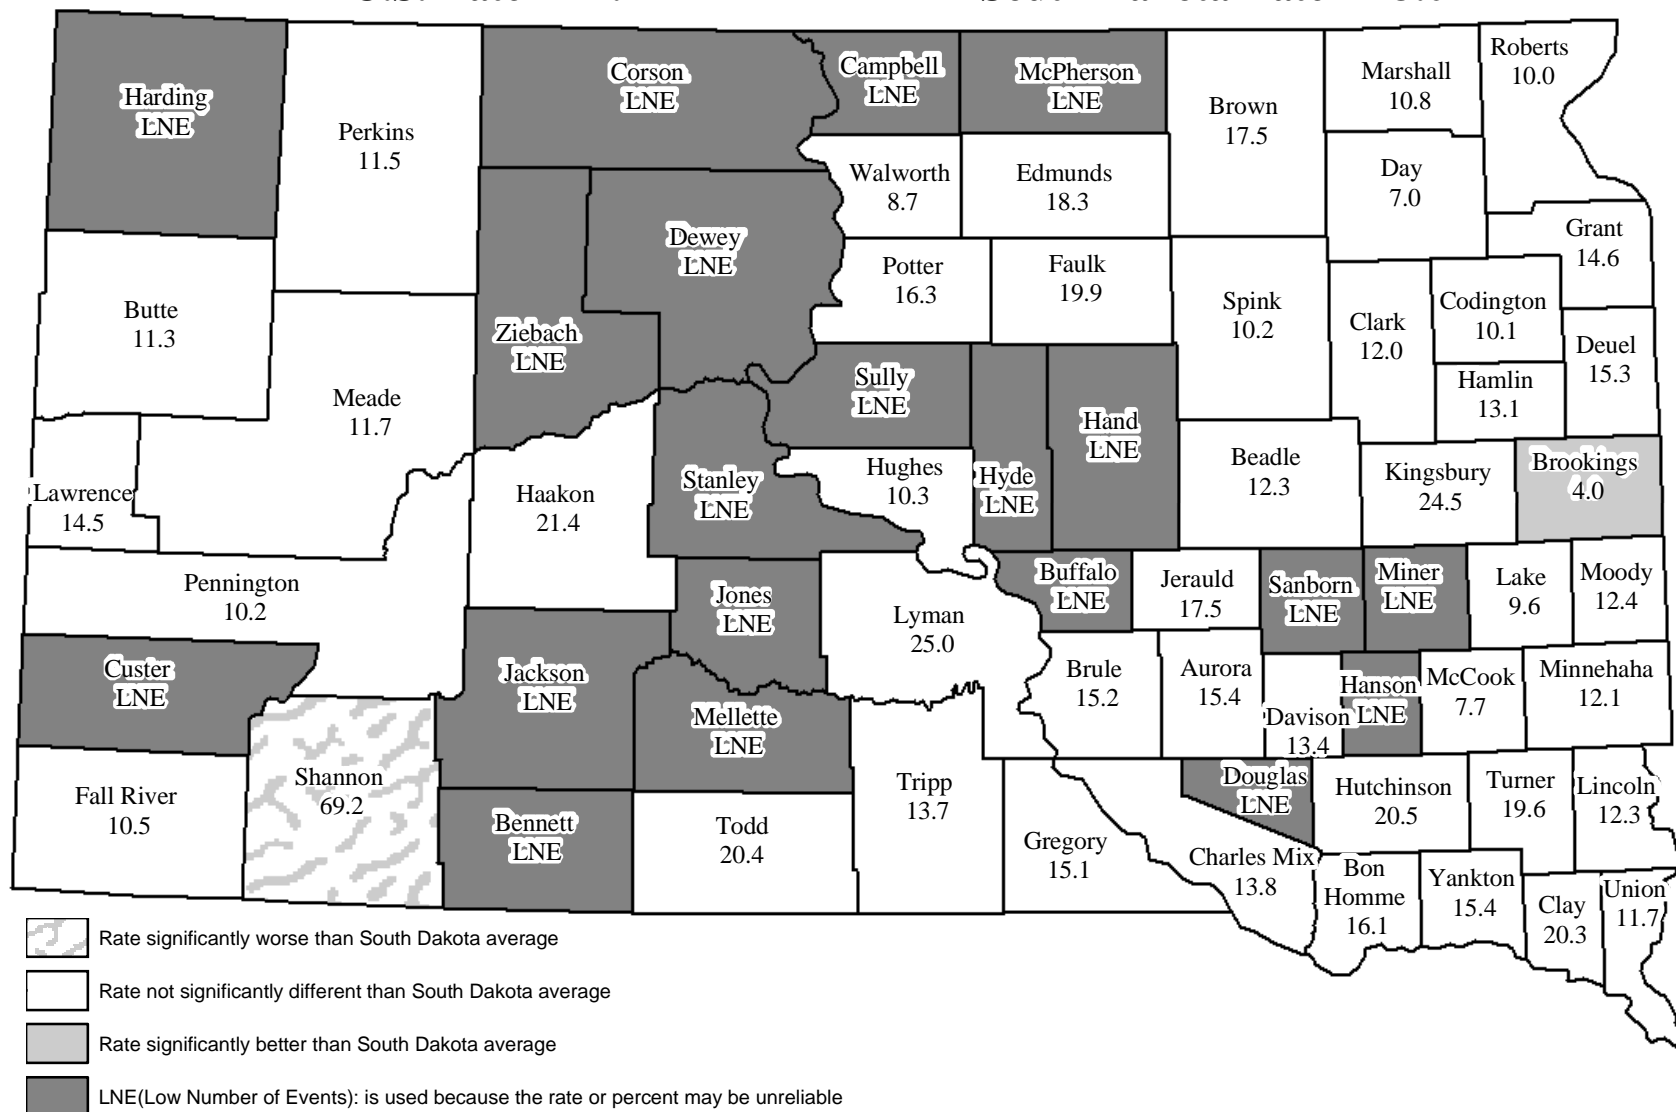 Harding
LNE
Perkins
11.5
Corson
LNE
Campbell
LNE
McPherson
LNE
Brown
17.5
Marshall
10.8
Roberts
10.0
Walworth
8.7
Edmunds
18.3
Day
7.0
Grant
14.6
Butte
11.3
Ziebach
LNE
Dewey
LNE
Potter
16.3
Faulk
19.9
Spink
10.2
Clark
12.0
Codington
10.1
Deuel
15.3
Hamlin
13.1
Meade
11.7
Sully
LNE
Hand
LNE
Lawrence
14.5
Haakon
21.4
Stanley
LNE
Hughes
10.3
Hyde
LNE
Beadle
12.3
Kingsbury
24.5
Brookings
4.0
Pennington
10.2
Jones
LNE
Lyman
25.0
Buffalo
LNE
Jerauld
17.5
Sanborn
LNE
Miner
LNE
Lake
9.6
Moody
12.4
Custer
LNE
Jackson
LNE
Mellette
LNE
Brule
15.2
Aurora
15.4
Davison
13.4
Hanson
LNE
McCook
7.7
Minnehaha
12.1
Fall River
10.5
Shannon
69.2
Bennett
LNE
Todd
20.4
Tripp
13.7
Gregory
15.1
Douglas
LNE
Charles Mix
13.8
Hutchinson
20.5
Turner
19.6
Lincoln
12.3
Bon
Homme
16.1
Yankton
15.4
Clay
20.3
Union
11.7
Rate significantly worse than South Dakota average
Rate not significantly different than South Dakota average
Rate significantly better than South Dakota average
LNE(Low Number of Events): is used because the rate or percent may be unreliable